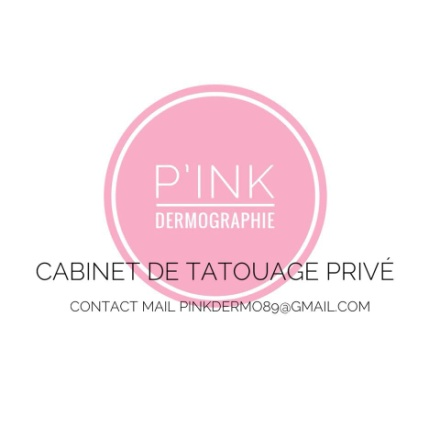 P'INK
DERMOGRAPHIE
CABINET DE TATOUAGE PRIVÉ
CONTACT MAIL PINKDERMO89@GMAIL.COM